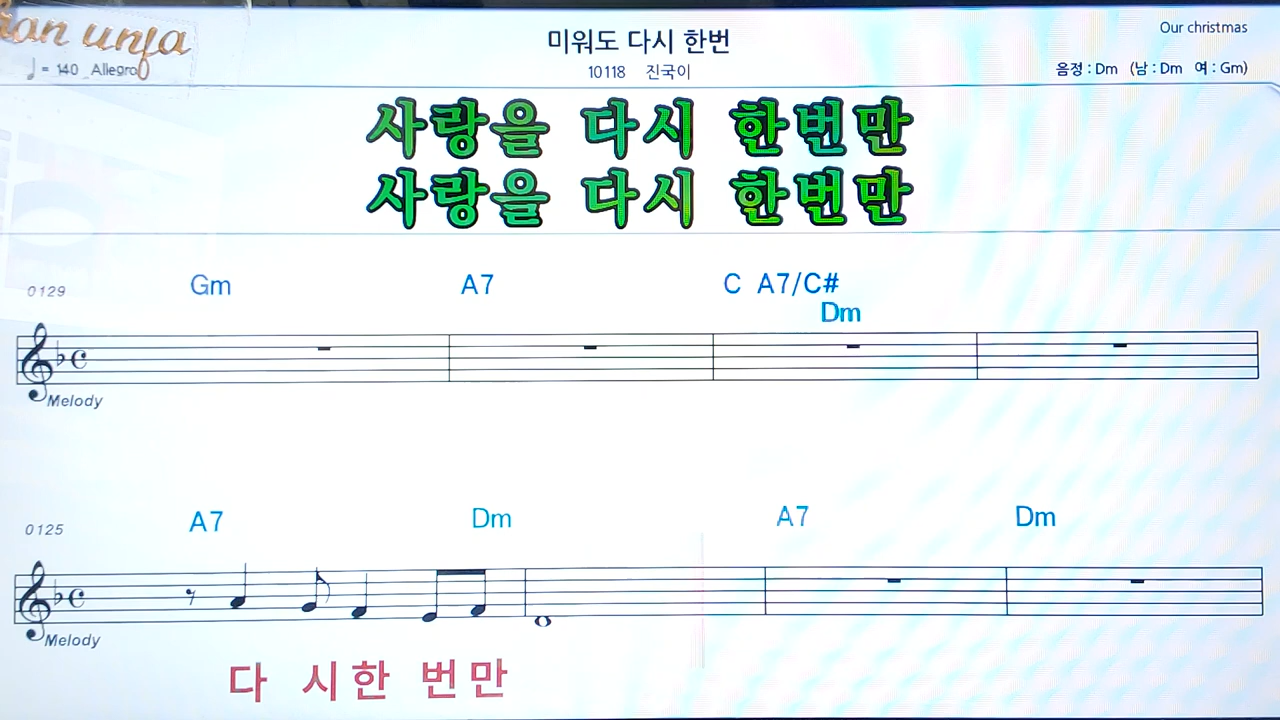 unja
미워도 다시 한번
Our christmas
= 140 Allegro
10118 진국이
음정 : Dm (남 : Dm 여 : Gm)
사랑을 다시 한번만
사랑을 다시 한번만
0129 Gm A7 C A7/C#
Dm
Melody
0125 A7 Dm A7 Dm
Melody
다 시한 번만